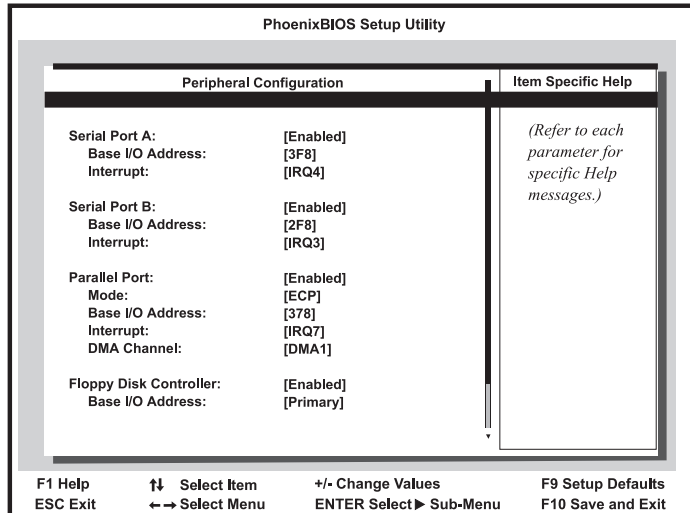 PhoenixBIOS Setup Utility
Peripheral Configuration
Item Specific Help
Serial Port A: [Enabled]
Base I/O Address: [3F8]
Interrupt: [IRQ4]
Serial Port B: [Enabled]
Base I/O Address: [2F8]
Interrupt: [IRQ3]
Parallel Port: [Enabled]
Mode: [ECP]
Base I/O Address: [378]
Interrupt: [IRQ7]
DMA Channel: [DMA1]
Floppy Disk Controller: [Enabled]
Base I/O Address: [Primary]
(Refer to each
parameter for
specific Help
messages.)
F1 Help ↑↓ Select Item +/- Change Values F9 Setup Defaults
ESC Exit ←→ Select Menu ENTER Select ▶ Sub-Menu F10 Save and Exit